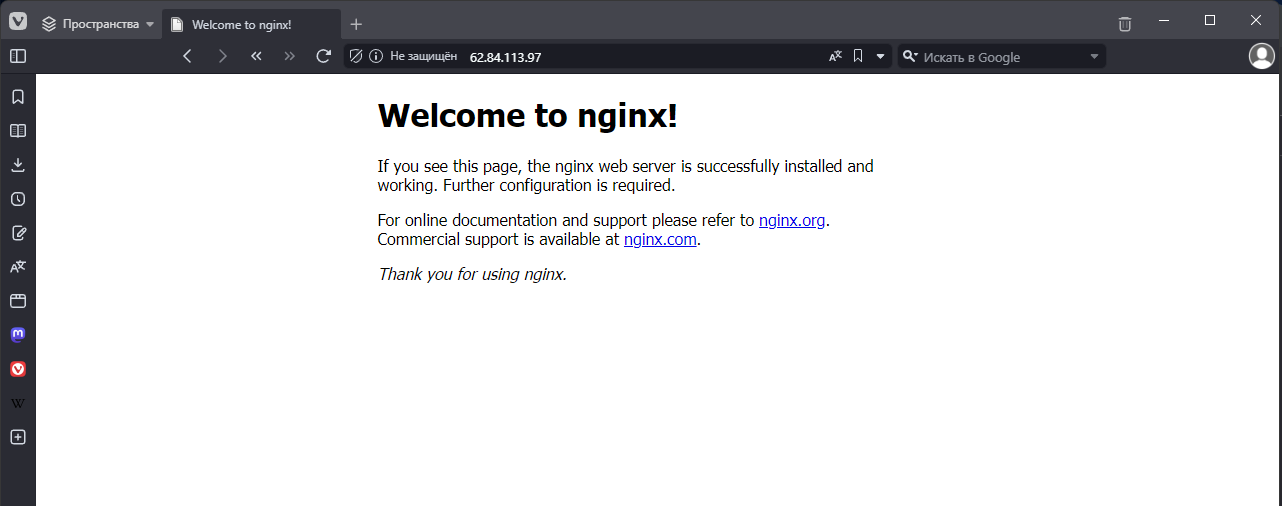 Пространства
Welcome to nginx!
Не защищён
62.84.113.97
Искать в Google
Welcome to nginx!
If you see this page, the nginx web server is successfully installed and
working. Further configuration is required.
For online documentation and support please refer to nginx.org.
Commercial support is available at nginx.com.
Thank you for using nginx.
W